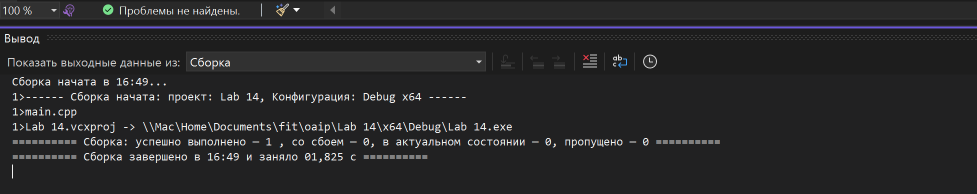 100 %
Проблемы не найдены.
Вывод
Показать выходные данные из: Сборка
Сборка начата в 16:49...
1>------ Сборка начата: проект: Lab 14, Конфигурация: Debug x64 ------
1>main.cpp
1>Lab 14.vcxproj -> \\Mac\Home\Documents\fit\oaip\Lab 14\x64\Debug\Lab 14.exe
========== Сборка: успешно выполнено — 1 , со сбоем — 0, в актуальном состоянии — 0, пропущено — 0 ==========
========== Сборка завершено в 16:49 и заняло 01,825 с ==========